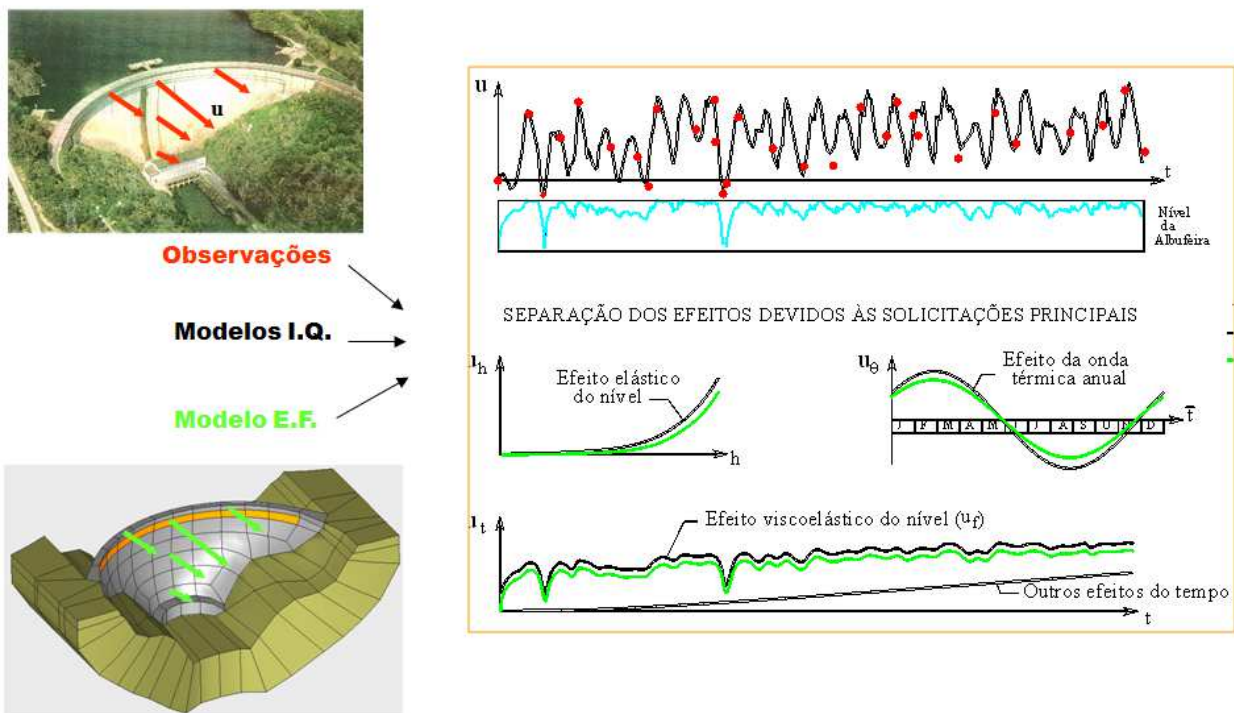 u
Observações
Modelos I.Q.
Modelo E.F.
u
t
Nível
da
Albufeira
SEPARAÇÃO DOS EFEITOS DEVIDOS ÀS SOLICITAÇÕES PRINCIPAIS
h
Efeito elástico
do nível
h
uθ
Efeito da onda
térmica anual
t̄
J F M A M J A S O N D
t
Efeito viscoelástico do nível (uf)
Outros efeitos do tempo
t